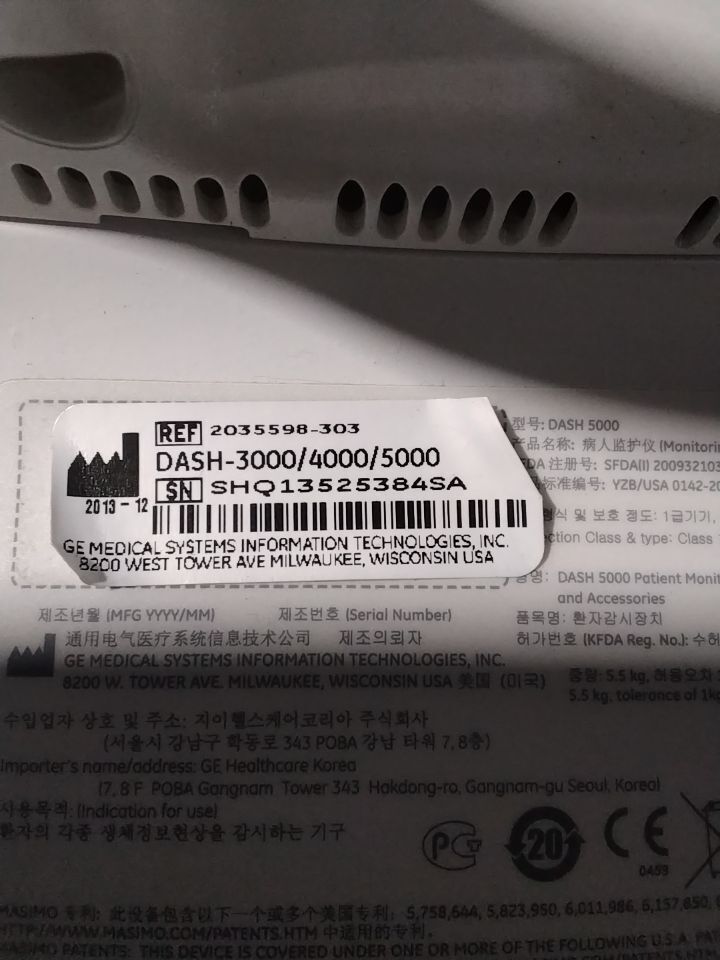 REF 2035598-303
DASH-3000/4000/5000
SN SHQ13525384SA
2013-12
GE MEDICAL SYSTEMS INFORMATION TECHNOLOGIES, INC.
8200 WEST TOWER AVE MILWAUKEE, WISCONSIN USA
型号: DASH 5000
产品名称: 病人监护仪 (Monitorin
DA 注册号: SFDA(I) 200932103
标准编号: YZB/USA 0142-20
형식 및 보호 정도: 1급기기,
ction Class & type: Class
DASH 5000 Patient Monit
and Accessories
품목명: 환자감시장치
허가번호 (KFDA Reg. No.): 수허
제조년월 (MFG YYYY/MM) 제조번호 (Serial Number)
通用电气医疗系统信息技术公司 제조의뢰자
GE MEDICAL SYSTEMS INFORMATION TECHNOLOGIES, INC.
8200 W. TOWER AVE. MILWAUKEE, WISCONSIN USA 美国 (미국)
중량: 5.5 kg, 허용오차
5.5 kg, tolerance of 1kg
수입업자 상호 및 주소: 지이헬스케어코리아 주식회사
(서울시 강남구 학동로 343 POBA 강남 타워 7, 8층)
Importer's name/address: GE Healthcare Korea
(7, 8 F POBA Gangnam Tower 343 Hakdong-ro, Gangnam-gu Seoul, Korea)
사용목적: (Indication for use)
환자의 각종 생체정보현상을 감시하는 기구
20
CE
0459
MASIMO 专利: 此设备包含以下一个或多个美国专利: 5,758,644, 5,823,950, 6,011,986, 6,157,850,
HTTP://WWW.MASIMO.COM/PATENTS.HTM 中适用的专利.
MASIMO PATENTS: THIS DEVICE IS COVERED UNDER ONE OR MORE OF THE FOLLOWING U.S.A. PAT